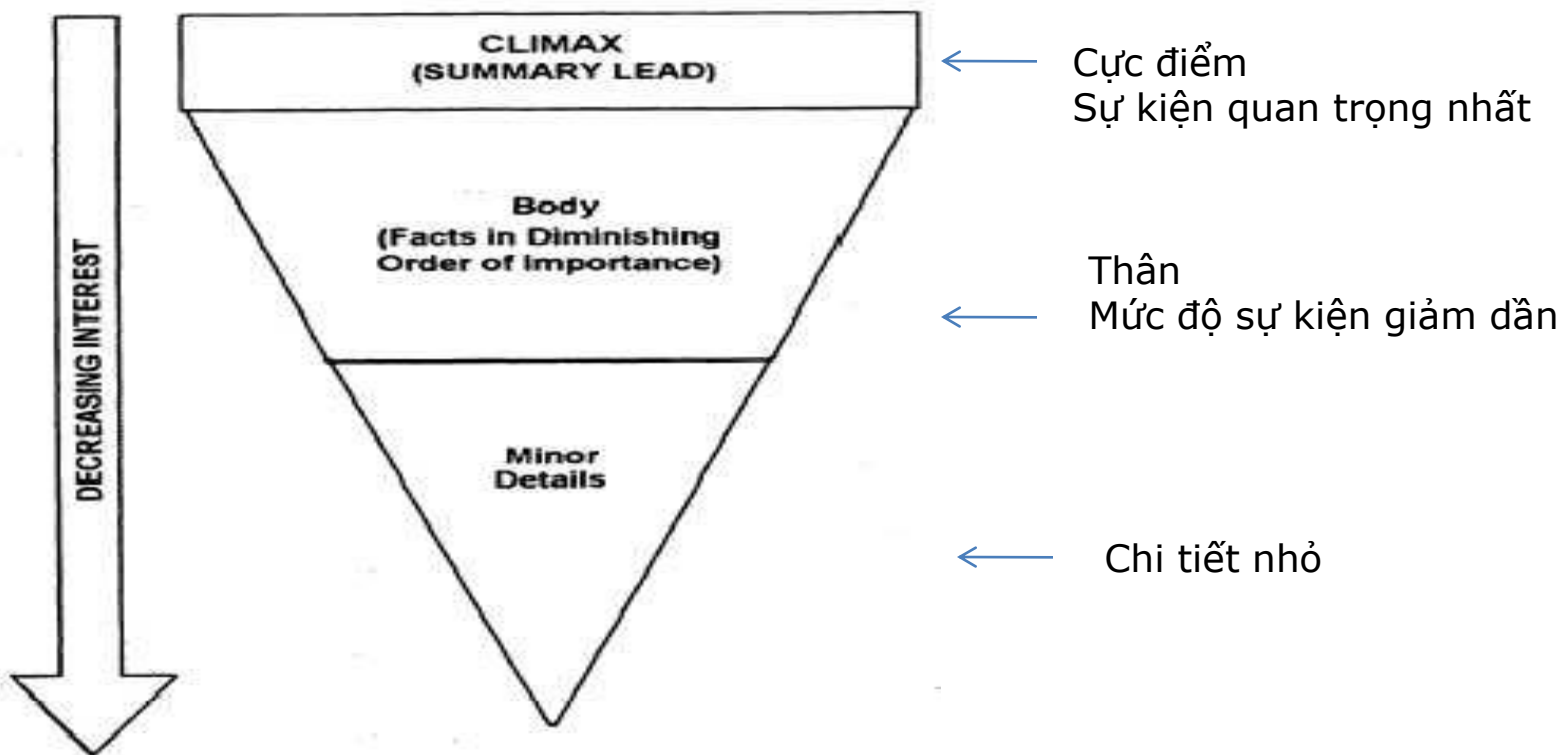 DECREASING INTEREST
CLIMAX
(SUMMARY LEAD)
Cực điểm
Sự kiện quan trọng nhất
Body
(Facts in Diminishing
Order of Importance)
Thân
Mức độ sự kiện giảm dần
Minor
Details
Chi tiết nhỏ